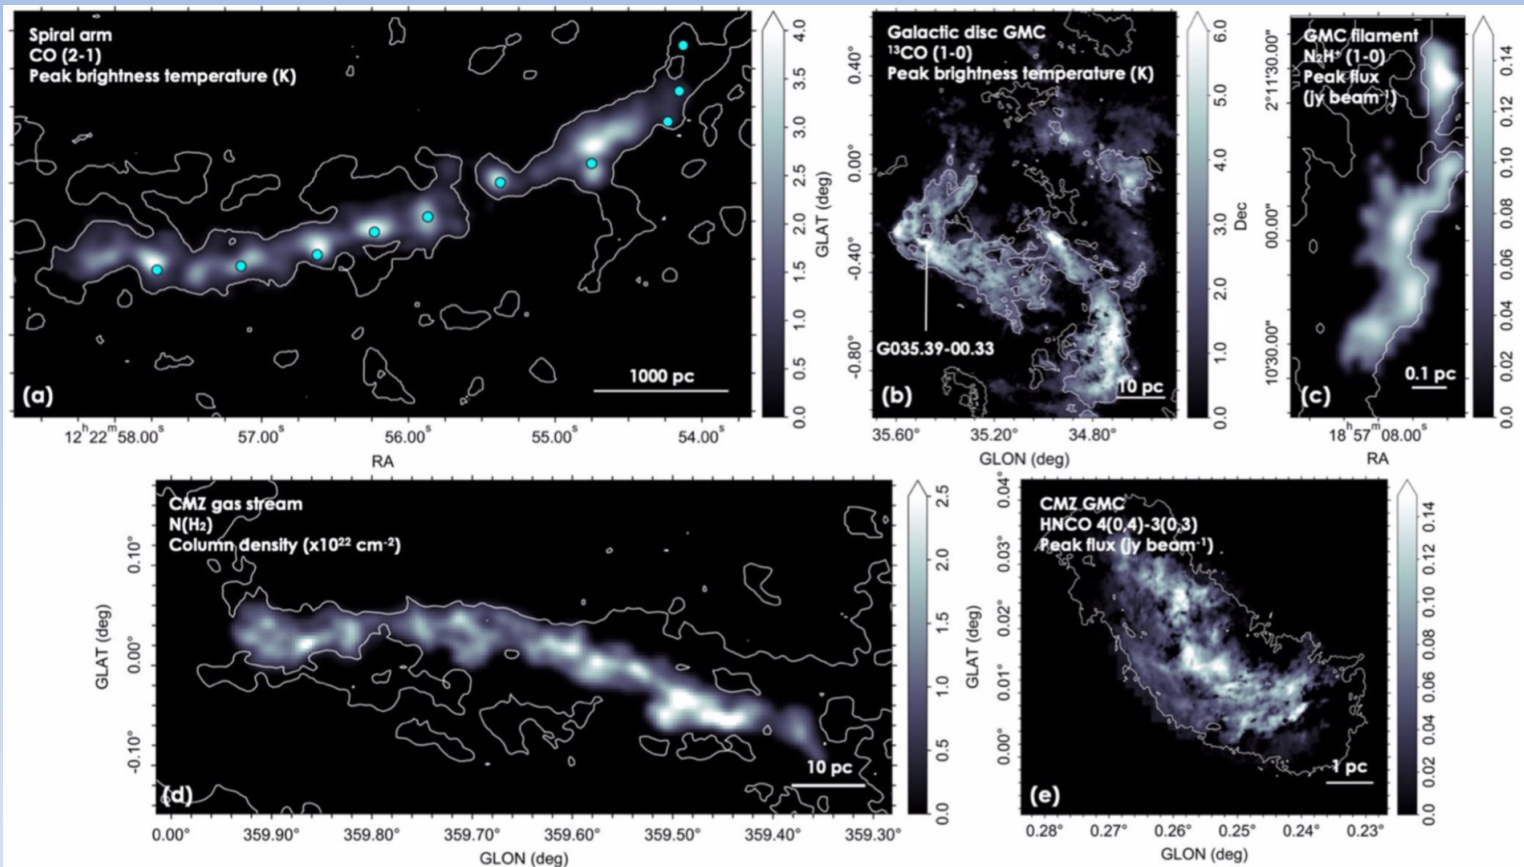 Spiral arm
CO (2-1)
Peak brightness temperature (K)
1000 pc
(a)
12ʰ22ᵐ58.00ˢ
57.00ˢ
56.00ˢ
55.00ˢ
54.00ˢ
RA
4.0
3.5
3.0
2.5
2.0
1.5
1.0
0.5
0.0
Galactic disc GMC
¹³CO (1-0)
Peak brightness temperature (K)
G035.39-00.33
10 pc
(b)
GLAT (deg)
0.40°
0.00°
-0.40°
-0.80°
35.60°
35.20°
34.80°
GLON (deg)
6.0
5.0
4.0
3.0
2.0
1.0
0.0
GMC filament
N₂H⁺ (1-0)
Peak flux
(Jy beam⁻¹)
0.1 pc
(c)
Dec
2°11'30.00"
00.00"
10'30.00"
18ʰ57ᵐ08.00ˢ
RA
0.14
0.12
0.10
0.08
0.06
0.04
0.02
0.00
CMZ gas stream
N(H₂)
Column density (x10²² cm⁻²)
10 pc
(d)
GLAT (deg)
0.10°
0.00°
-0.10°
0.00°
359.90°
359.80°
359.70°
359.60°
359.50°
359.40°
359.30°
GLON (deg)
2.5
2.0
1.5
1.0
0.5
0.0
CMZ GMC
HNCO 4(0,4)-3(0,3)
Peak flux (Jy beam⁻¹)
1 pc
(e)
GLAT (deg)
0.04°
0.03°
0.02°
0.01°
0.00°
0.28°
0.27°
0.26°
0.25°
0.24°
0.23°
GLON (deg)
0.14
0.12
0.10
0.08
0.06
0.04
0.02
0.0